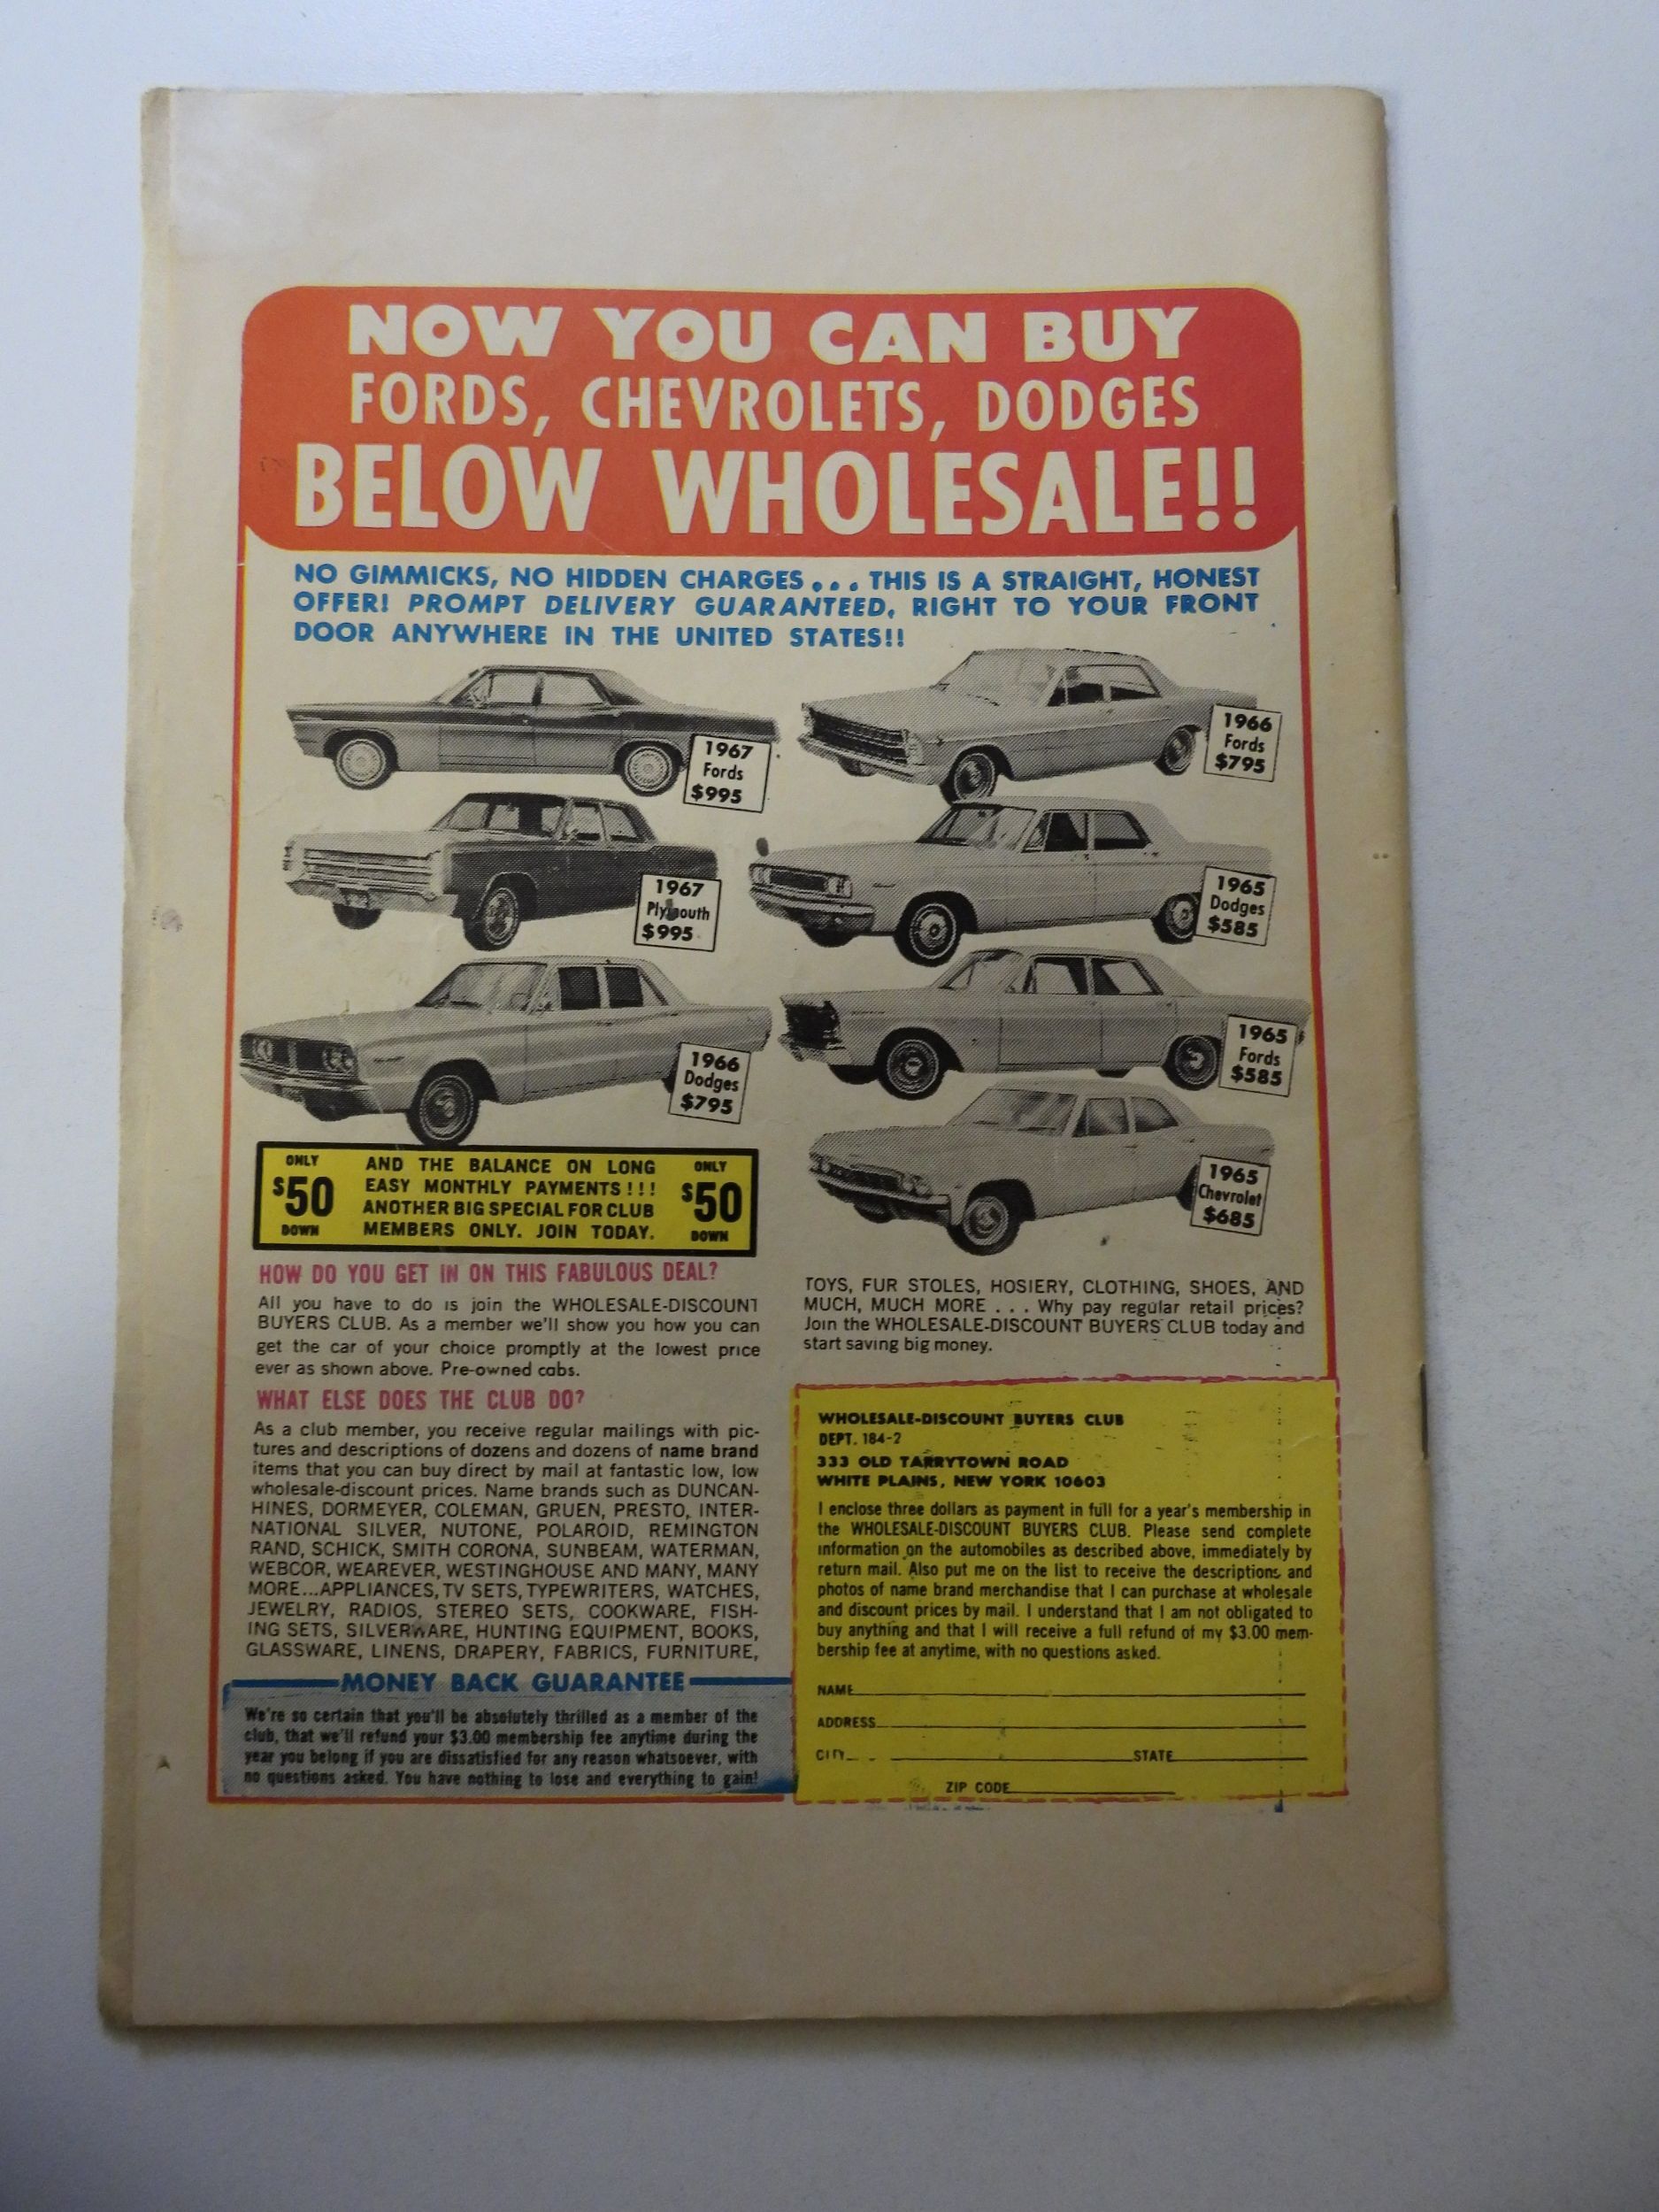 NOW YOU CAN BUY
FORDS, CHEVROLETS, DODGES
BELOW WHOLESALE!!
NO GIMMICKS, NO HIDDEN CHARGES . . . THIS IS A STRAIGHT, HONEST
OFFER! PROMPT DELIVERY GUARANTEED, RIGHT TO YOUR FRONT
DOOR ANYWHERE IN THE UNITED STATES!!
1967
Fords
$995
1966
Fords
$795
1967
Plymouth
$995
1965
Dodges
$585
1966
Dodges
$795
1965
Fords
$585
1965
Chevrolet
$685
ONLY
$50
DOWN
AND THE BALANCE ON LONG
EASY MONTHLY PAYMENTS!!!
ANOTHER BIG SPECIAL FOR CLUB
MEMBERS ONLY. JOIN TODAY.
ONLY
$50
DOWN
HOW DO YOU GET IN ON THIS FABULOUS DEAL?
All you have to do is join the WHOLESALE-DISCOUNT
BUYERS CLUB. As a member we'll show you how you can
get the car of your choice promptly at the lowest price
ever as shown above. Pre-owned cabs.
WHAT ELSE DOES THE CLUB DO?
As a club member, you receive regular mailings with pic-
tures and descriptions of dozens and dozens of name brand
items that you can buy direct by mail at fantastic low, low
wholesale-discount prices. Name brands such as DUNCAN-
HINES, DORMEYER, COLEMAN, GRUEN, PRESTO, INTER-
NATIONAL SILVER, NUTONE, POLAROID, REMINGTON
RAND, SCHICK, SMITH CORONA, SUNBEAM, WATERMAN,
WEBCOR, WEAREVER, WESTINGHOUSE AND MANY, MANY
MORE...APPLIANCES, TV SETS, TYPEWRITERS, WATCHES,
JEWELRY, RADIOS, STEREO SETS, COOKWARE, FISH-
ING SETS, SILVERWARE, HUNTING EQUIPMENT, BOOKS,
GLASSWARE, LINENS, DRAPERY, FABRICS, FURNITURE,
MONEY BACK GUARANTEE
We're so certain that you'll be absolutely thrilled as a member of the
club, that we'll refund your $3.00 membership fee anytime during the
year you belong if you are dissatisfied for any reason whatsoever, with
no questions asked. You have nothing to lose and everything to gain!
TOYS, FUR STOLES, HOSIERY, CLOTHING, SHOES, AND
MUCH, MUCH MORE . . . Why pay regular retail prices?
Join the WHOLESALE-DISCOUNT BUYERS CLUB today and
start saving big money.
WHOLESALE-DISCOUNT BUYERS CLUB
DEPT. 184-2
333 OLD TARRYTOWN ROAD
WHITE PLAINS, NEW YORK 10603
I enclose three dollars as payment in full for a year's membership in
the WHOLESALE-DISCOUNT BUYERS CLUB. Please send complete
information on the automobiles as described above, immediately by
return mail. Also put me on the list to receive the descriptions and
photos of name brand merchandise that I can purchase at wholesale
and discount prices by mail. I understand that I am not obligated to
buy anything and that I will receive a full refund of my $3.00 mem-
bership fee at anytime, with no questions asked.
NAME
ADDRESS
CITY STATE
ZIP CODE